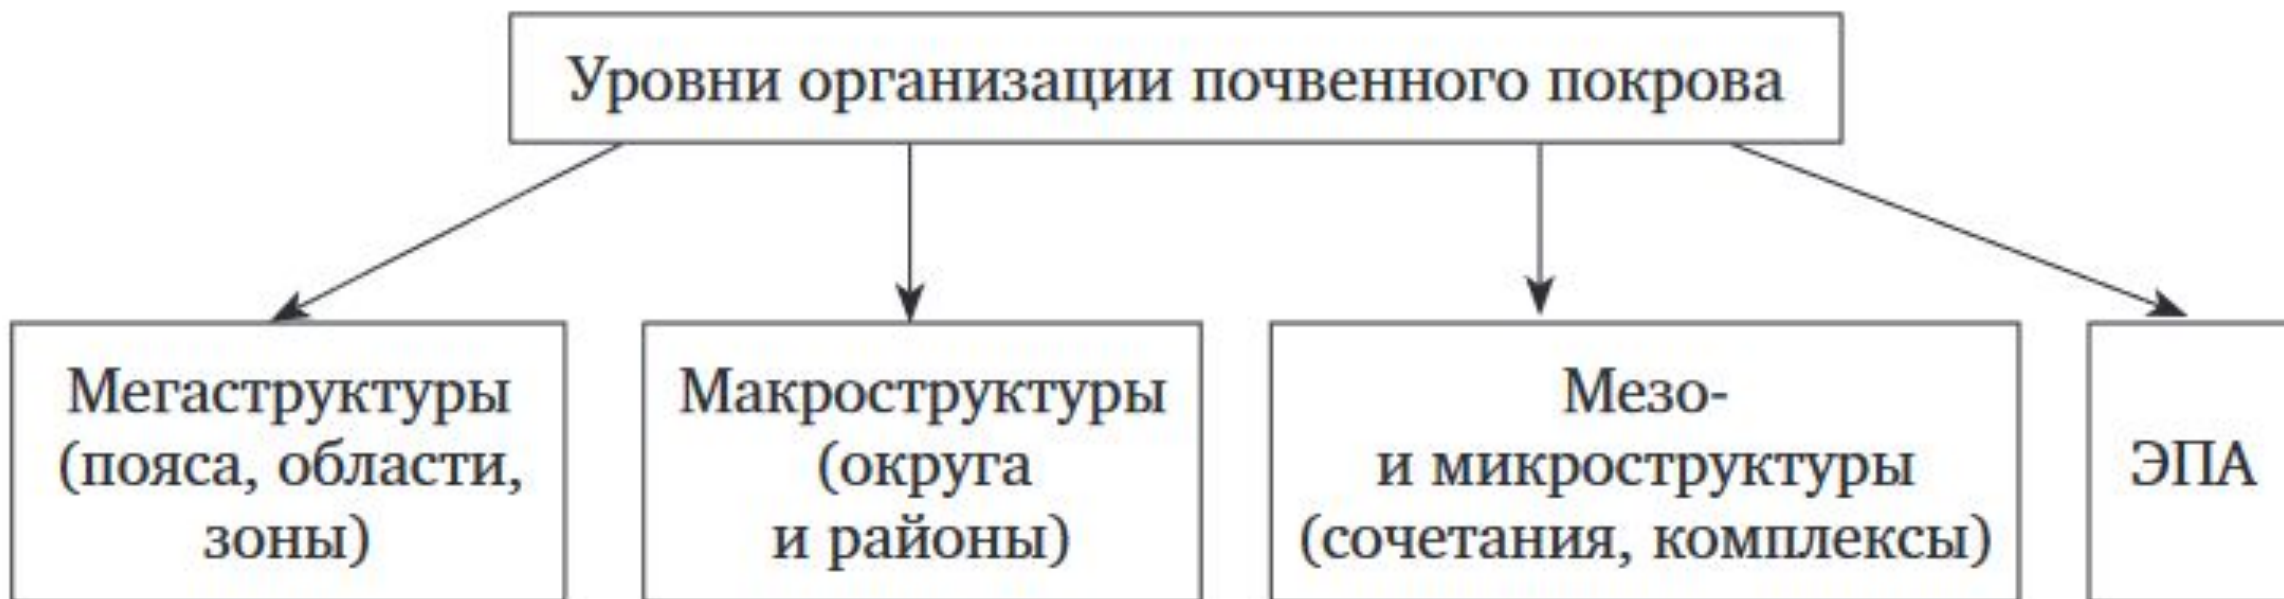 Уровни организации почвенного покрова
Мегаструктуры
(пояса, области,
зоны)
Макроструктуры
(округа
и районы)
Мезо-
и микроструктуры
(сочетания, комплексы)
ЭПА